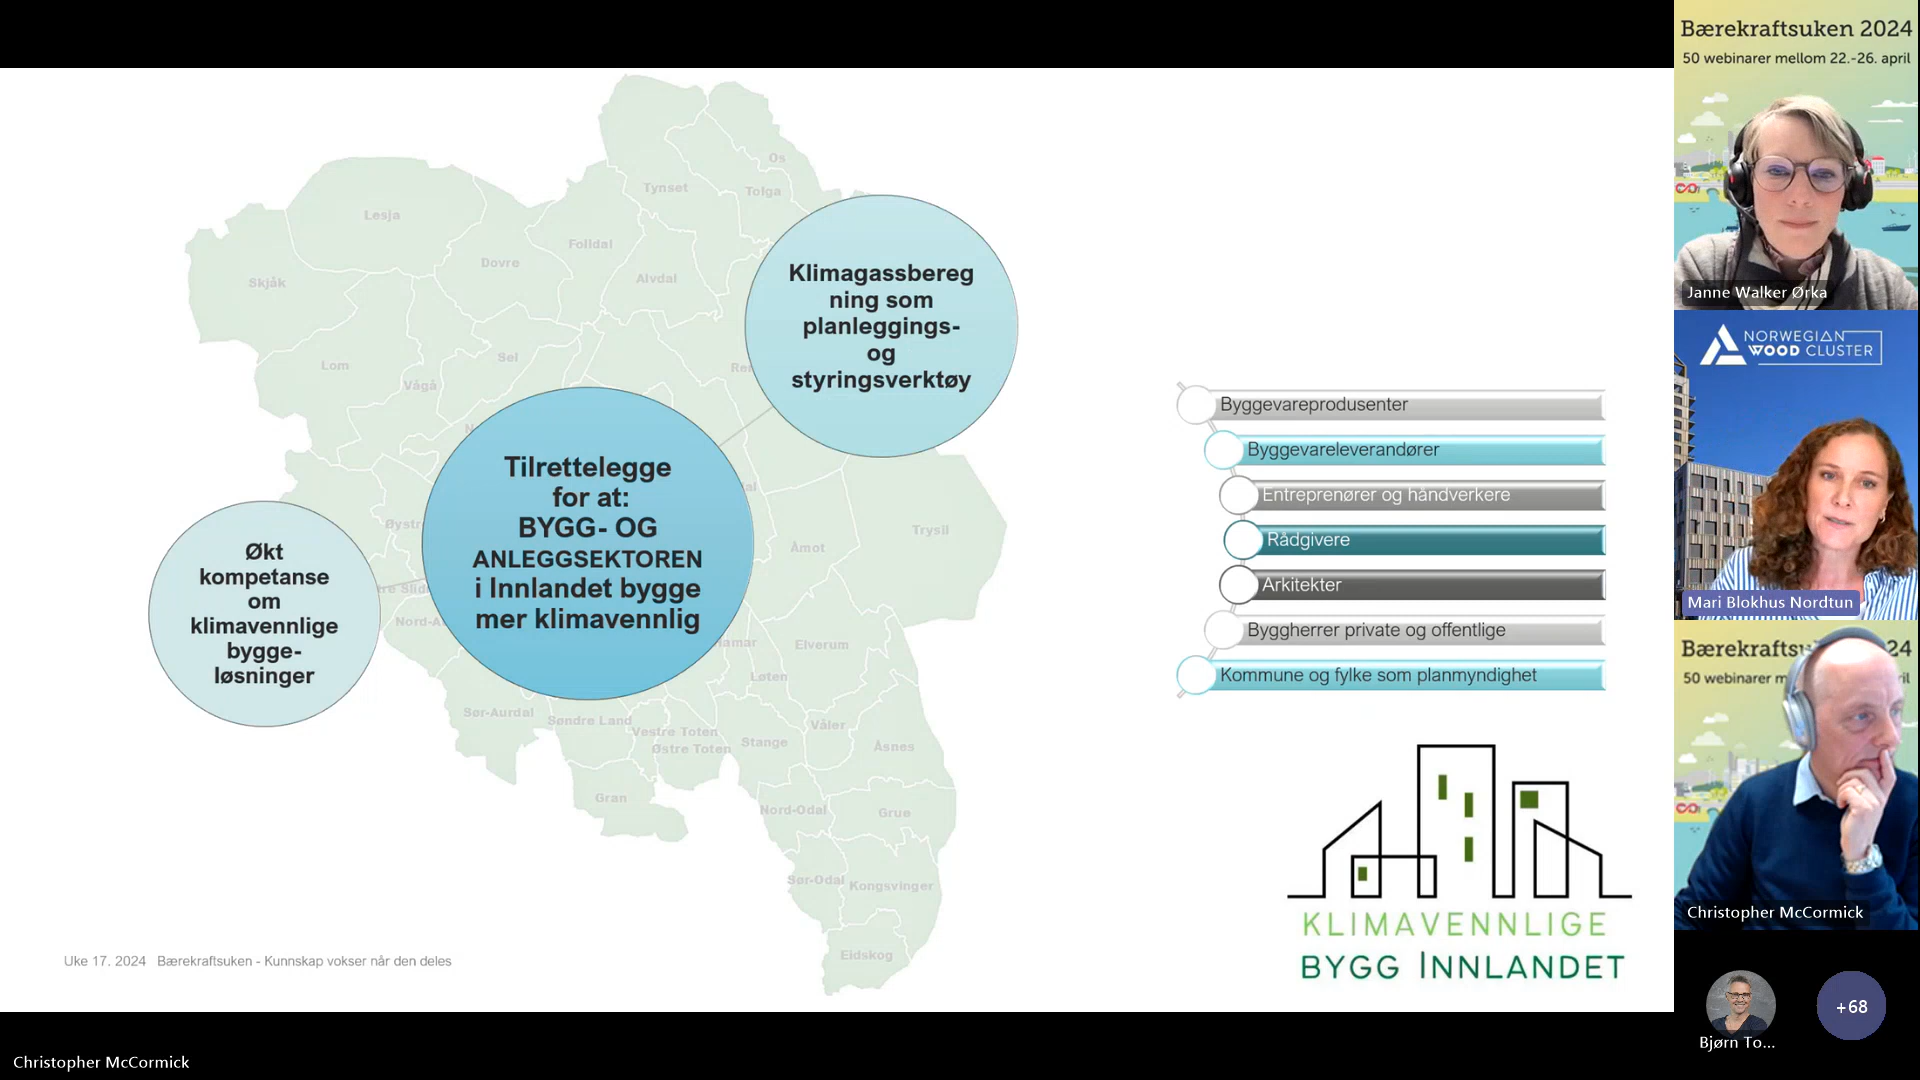 Os
Tynset
Tolga
Lesja
Folldal
Dovre
Alvdal
Skjåk
Sel
Lom
Vågå
Trysil
Åmot
Elverum
Løten
Sør-Aurdal
Søndre Land
Vestre Toten
Østre Toten
Stange
Våler
Åsnes
Gran
Nord-Odal
Grue
Sør-Odal
Kongsvinger
Eidskog
Klimagassbereg
ning som
planleggings-
og
styringsverktøy
Tilrettelegge
for at:
BYGG- OG
ANLEGGSEKTOREN
i Innlandet bygge
mer klimavennlig
Økt
kompetanse
om
klimavennlige
bygge-
løsninger
Byggevareprodusenter
Byggevareleverandører
Entreprenører og håndverkere
Rådgivere
Arkitekter
Byggherrer private og offentlige
Kommune og fylke som planmyndighet
KLIMAVENNLIGE
BYGG INNLANDET
Uke 17. 2024 Bærekraftsuken - Kunnskap vokser når den deles
Christopher McCormick
Bærekraftsuken 2024
50 webinarer mellom 22.-26. april
Janne Walker Ørka
NORWEGIAN
WOOD CLUSTER
Mari Blokhus Nordtun
Christopher McCormick
Bjørn To...
+68